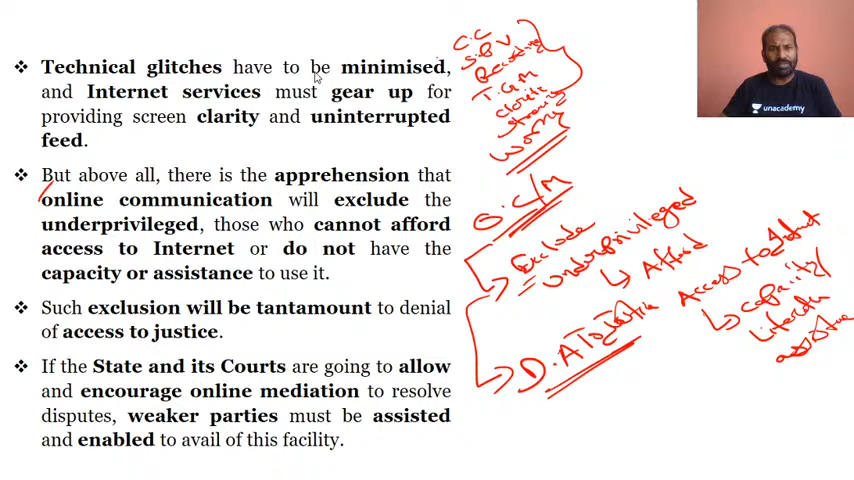 ❖ Technical glitches have to be minimised,
and Internet services must gear up for
providing screen clarity and uninterrupted
feed.
❖ But above all, there is the apprehension that
online communication will exclude the
underprivileged, those who cannot afford
access to Internet or do not have the
capacity or assistance to use it.
❖ Such exclusion will be tantamount to denial
of access to justice.
❖ If the State and its Courts are going to allow
and encourage online mediation to resolve
disputes, weaker parties must be assisted
and enabled to avail of this facility.
C.C
Recording
T.GM
worry
O.C/M
Exclude
Underprivileged
Afford
Access to
capacity/
D.A To
unacademy